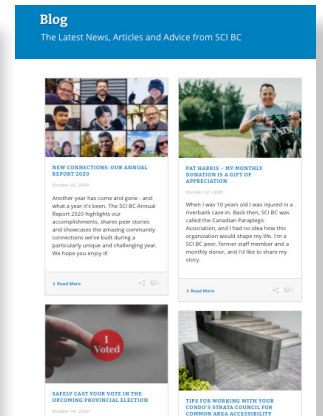 Blog
The Latest News, Articles and Advice from SCI BC
NEW CONNECTIONS: OUR ANNUAL
REPORT 2020
October 22, 2020
Another year has come and gone - and
what a year it's been. The SCI BC Annual
Report 2020 highlights our
accomplishments, shares peer stories
and showcases the amazing community
connections we've built during a
particularly unique and challenging year.
We hope you enjoy it!
> Read More
PAT HARRIS – MY MONTHLY
DONATION IS A GIFT OF
APPRECIATION
October 22, 2020
When I was 10 years old I was injured in a
riverbank cave-in. Back then, SCI BC was
called the Canadian Paraplegic
Association, and I had no idea how this
organization would shape my life. I'm a
SCI BC peer, former staff member and a
monthly donor, and I'd like to share my
story.
> Read More
I
Voted
SAFELY CAST YOUR VOTE IN THE
UPCOMING PROVINCIAL ELECTION
October 14, 2020
TIPS FOR WORKING WITH YOUR
CONDO'S STRATA COUNCIL FOR
COMMON AREA ACCESSIBILITY